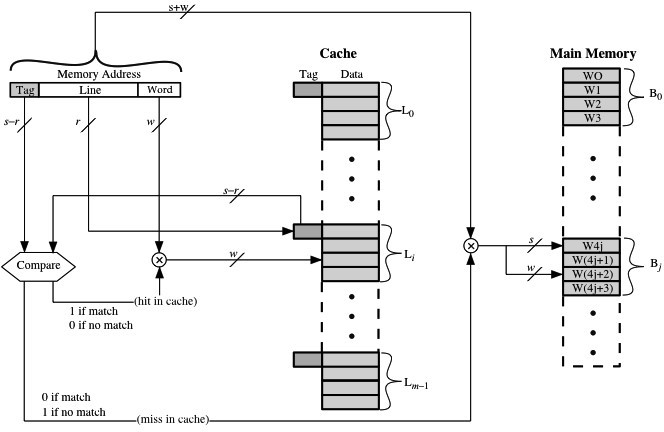 s+w
Cache
Main Memory
Memory Address
Tag Data
Tag Line Word
WO
W1
W2
W3
B0
L0
s–r
r
w
s–r
Compare
w
Li
s
w
W4j
W(4j+1)
W(4j+2)
W(4j+3)
Bj
(hit in cache)
1 if match
0 if no match
Lm–1
0 if match
1 if no match
(miss in cache)